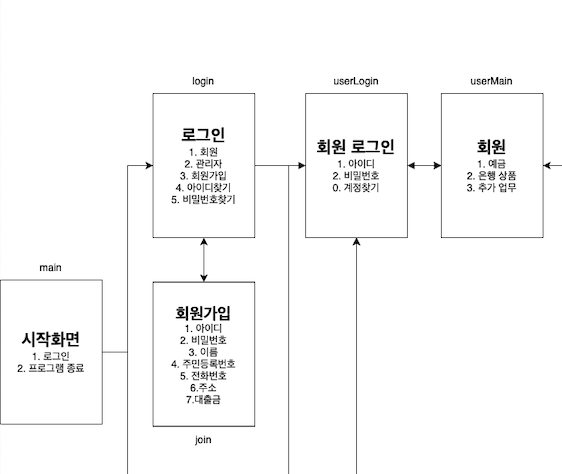 main
시작화면
1. 로그인
2. 프로그램 종료
login
로그인
1. 회원
2. 관리자
3. 회원가입
4. 아이디찾기
5. 비밀번호찾기
회원가입
1. 아이디
2. 비밀번호
3. 이름
4. 주민등록번호
5. 전화번호
6.주소
7.대출금
join
userLogin
회원 로그인
1. 아이디
2. 비밀번호
0. 계정찾기
userMain
회원
1. 예금
2. 은행 상품
3. 추가 업무